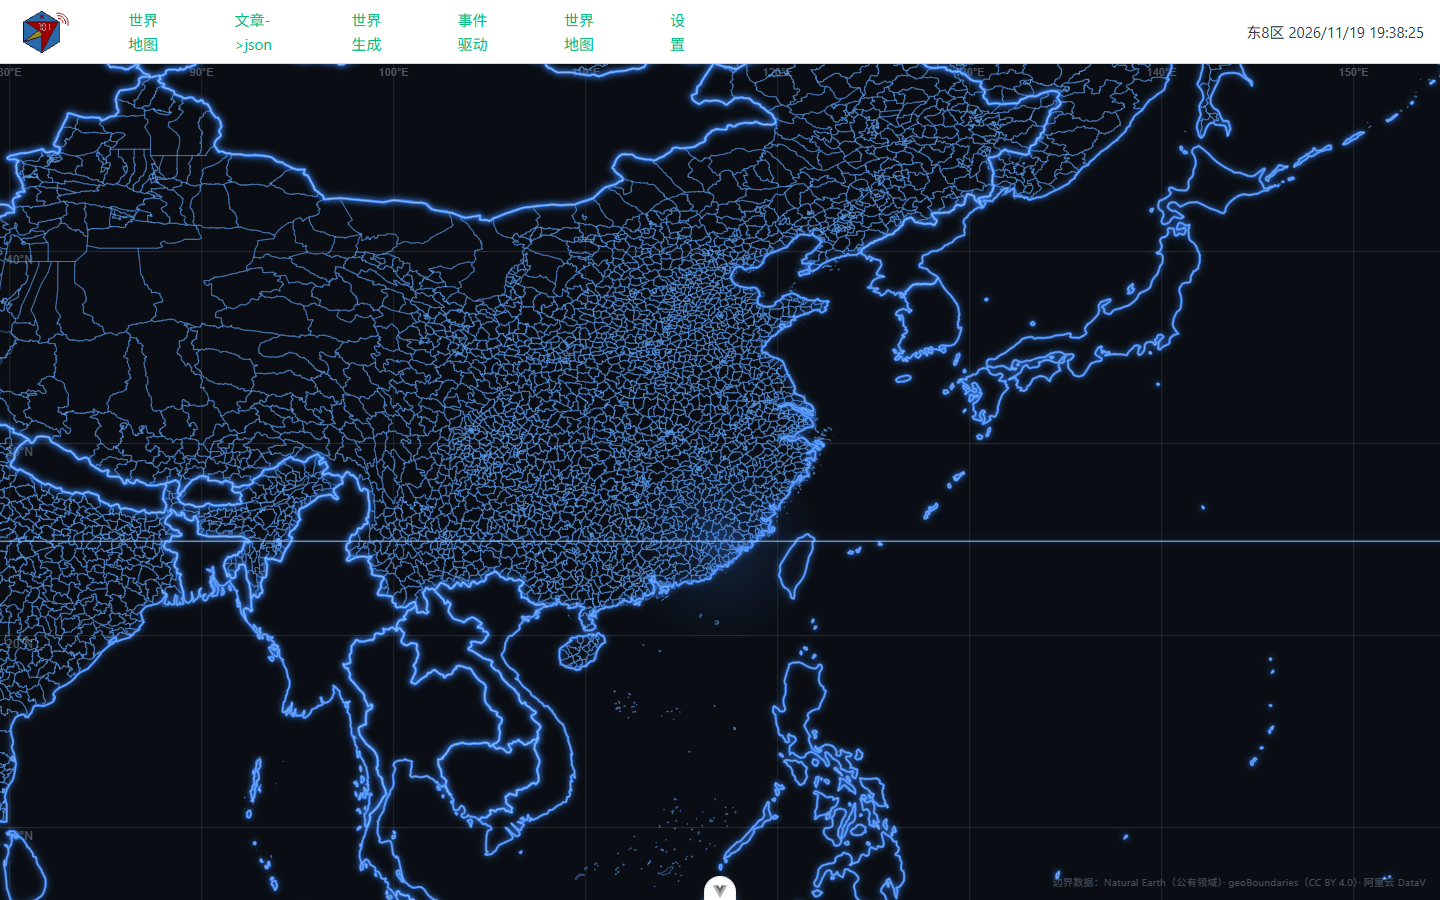 世界 文章- 世界 事件 世界 设
地图 >json 生成 驱动 地图 置
东8区 2026/11/19 19:38:25
90°E 100°E 120°E 140°E 150°E
边界数据：Natural Earth（公有领域）· geoBoundaries（CC BY 4.0）· 阿里云 DataV